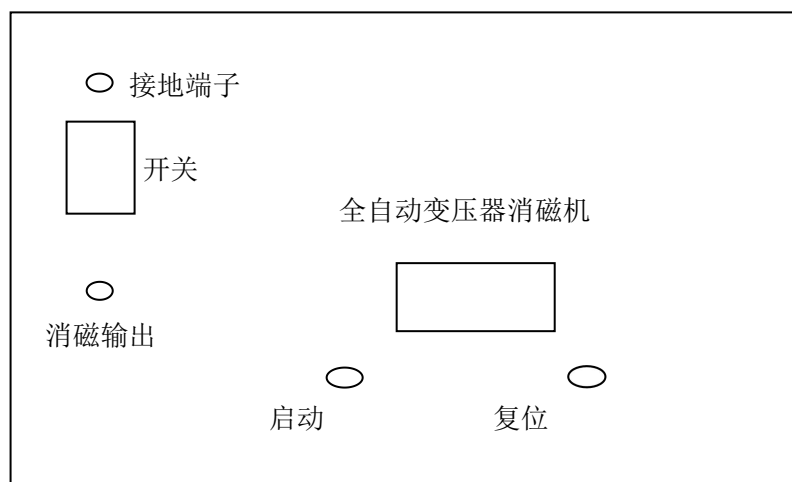 接地端子
开关
全自动变压器消磁机
消磁输出
启动
复位